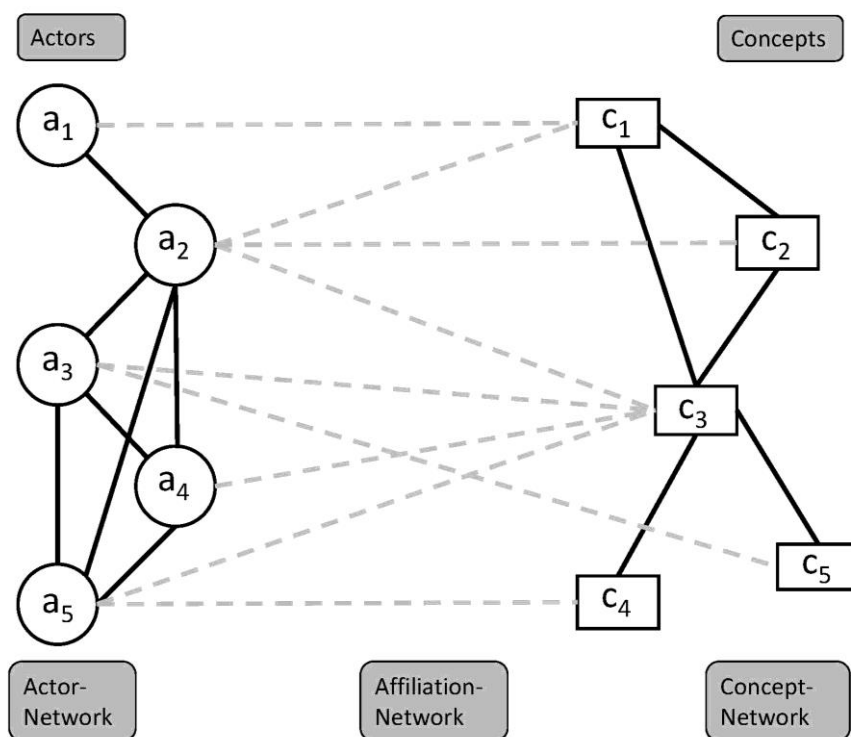 Actors
Concepts
a₁
c₁
a₂
c₂
a₃
c₃
a₄
c₅
a₅
c₄
Actor-
Network
Affiliation-
Network
Concept-
Network